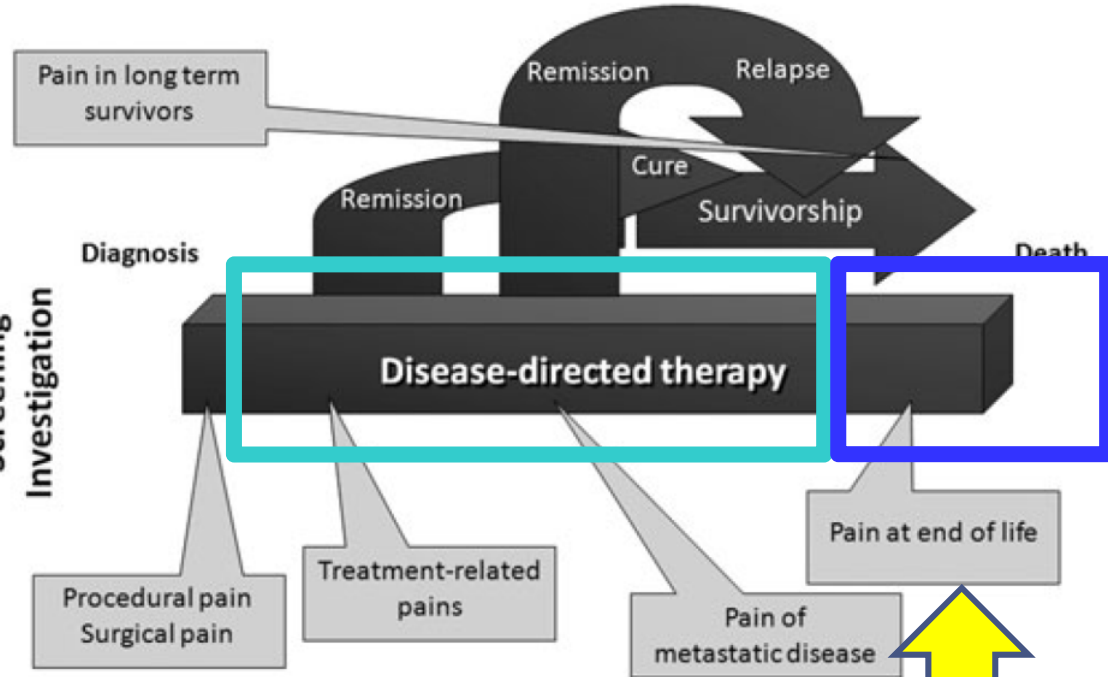 Pain in long term
survivors
Remission
Relapse
Cure
Remission
Survivorship
Diagnosis
Death
Investigation
Disease-directed therapy
Pain at end of life
Treatment-related
pains
Procedural pain
Surgical pain
Pain of
metastatic disease